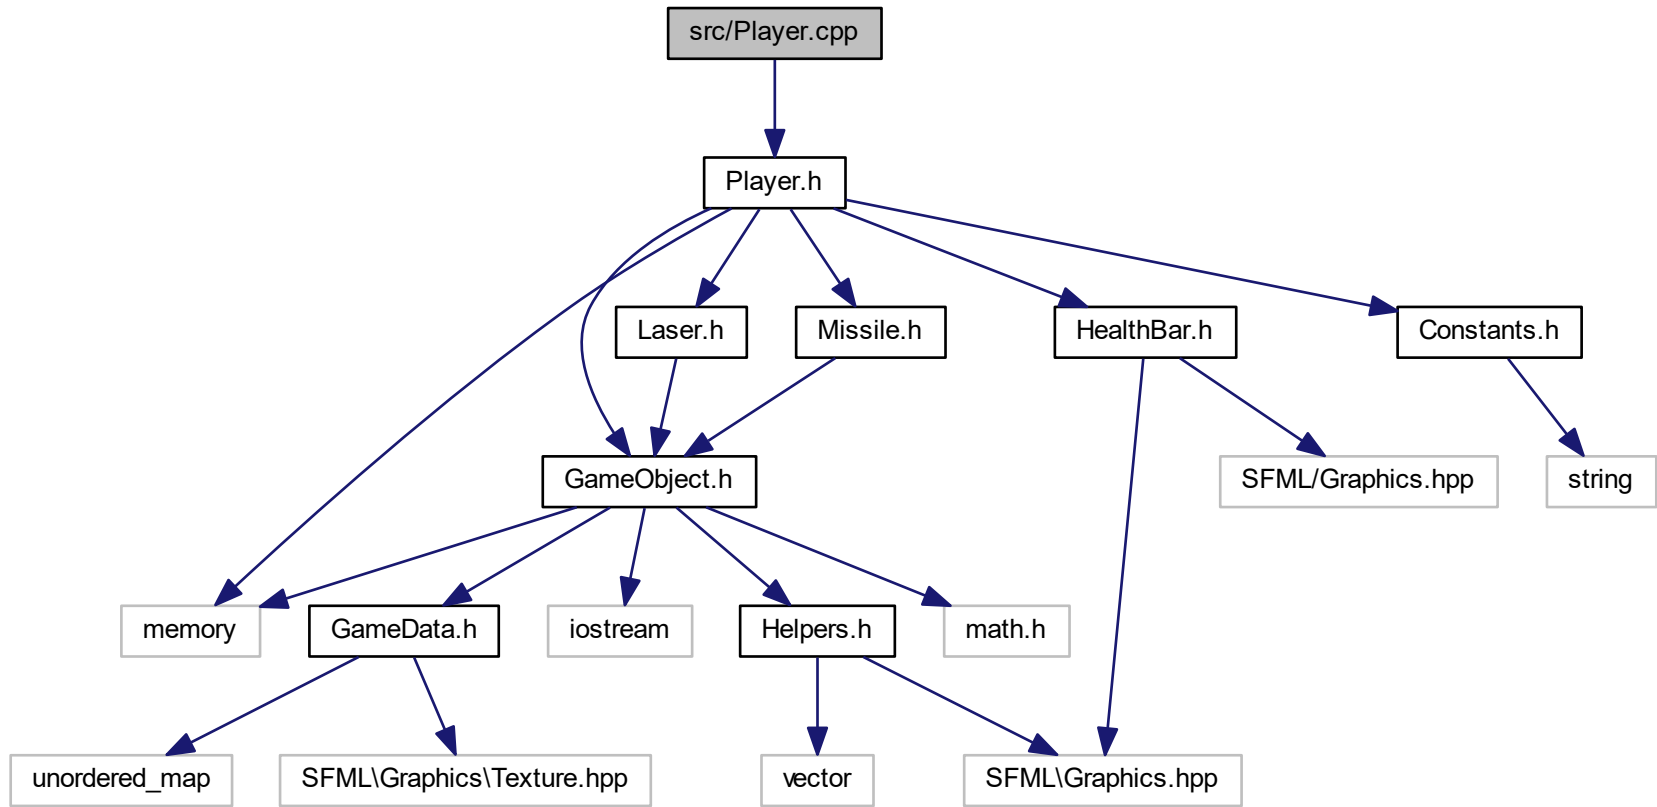 src/Player.cpp
Player.h
Laser.h
Missile.h
HealthBar.h
Constants.h
GameObject.h
SFML/Graphics.hpp
string
memory
GameData.h
iostream
Helpers.h
math.h
unordered_map
SFML\Graphics\Texture.hpp
vector
SFML\Graphics.hpp